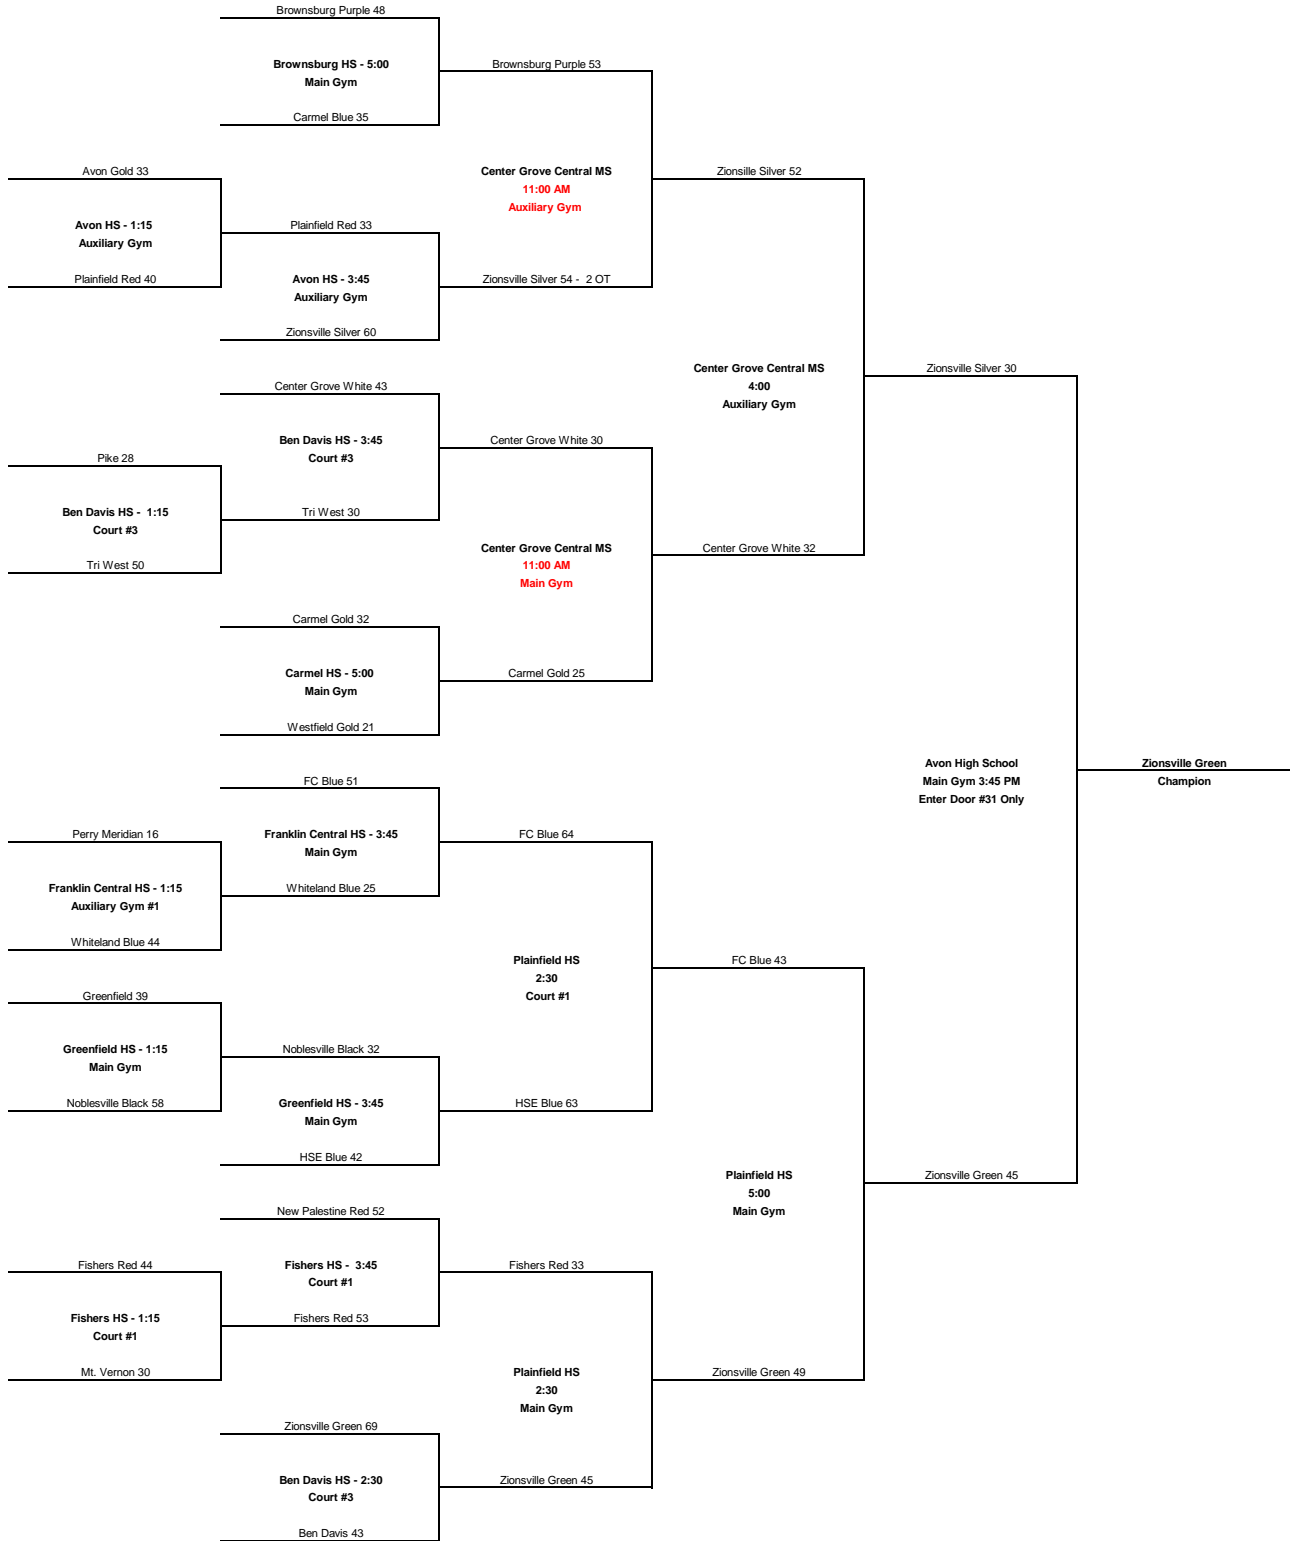 Brownsburg Purple 48
Brownsburg HS - 5:00
Main Gym
Brownsburg Purple 53
Carmel Blue 35
Avon Gold 33
Center Grove Central MS
11:00 AM
Auxiliary Gym
Zionsille Silver 52
Avon HS - 1:15
Auxiliary Gym
Plainfield Red 33
Plainfield Red 40
Avon HS - 3:45
Auxiliary Gym
Zionsville Silver 54 -  2 OT
Zionsville Silver 60
Center Grove Central MS
4:00
Auxiliary Gym
Zionsville Silver 30
Center Grove White 43
Ben Davis HS - 3:45
Court #3
Center Grove White 30
Pike 28
Ben Davis HS -  1:15
Court #3
Tri West 30
Tri West 50
Center Grove Central MS
11:00 AM
Main Gym
Center Grove White 32
Carmel Gold 32
Carmel HS - 5:00
Main Gym
Carmel Gold 25
Westfield Gold 21
Avon High School
Main Gym 3:45 PM
Enter Door #31 Only
Zionsville Green
Champion
FC Blue 51
Perry Meridian 16
Franklin Central HS - 3:45
Main Gym
FC Blue 64
Franklin Central HS - 1:15
Auxiliary Gym #1
Whiteland Blue 25
Whiteland Blue 44
Plainfield HS
2:30
Court #1
FC Blue 43
Greenfield 39
Greenfield HS - 1:15
Main Gym
Noblesville Black 32
Noblesville Black 58
Greenfield HS - 3:45
Main Gym
HSE Blue 63
HSE Blue 42
Plainfield HS
5:00
Main Gym
Zionsville Green 45
New Palestine Red 52
Fishers Red 44
Fishers HS -  3:45
Court #1
Fishers Red 33
Fishers HS - 1:15
Court #1
Fishers Red 53
Mt. Vernon 30
Plainfield HS
2:30
Main Gym
Zionsville Green 49
Zionsville Green 69
Ben Davis HS - 2:30
Court #3
Zionsville Green 45
Ben Davis 43